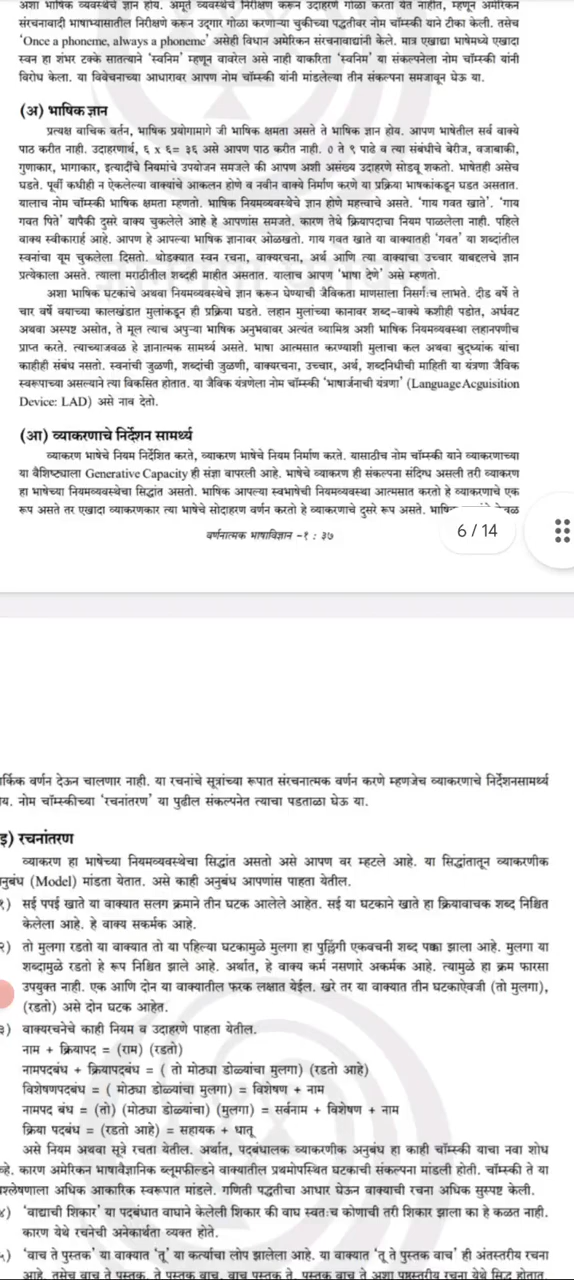 अशा भाषिक व्यवस्थेचे ज्ञान होय. अमूर्त व्यवस्थेचे निरीक्षण करून उदाहरणे गोळा करता येत नाहीत, म्हणून अमेरिकन
संरचनावादी भाषाभ्यासातील निरीक्षणे करून उद्‌गार गोळा करणाऱ्या चुकीच्या पद्धतीवर नोम चॉम्स्की याने टीका केली. तसेच
'Once a phoneme, always a phoneme' असेही विधान अमेरिकन संरचनावाद्यांनी केले. मात्र एखाद्या भाषेमध्ये एखादा
स्वन हा शंभर टक्के सातत्याने 'स्वनिम' म्हणून वावरेल असे नाही याकरिता 'स्वनिम' या संकल्पनेला नोम चॉम्स्की यांनी
विरोध केला. या विवेचनाच्या आधारावर आपण नोम चॉम्स्की यांनी मांडलेल्या तीन संकल्पना समजावून घेऊ या.
(अ) भाषिक ज्ञान
प्रत्यक्ष वाचिक वर्तन, भाषिक प्रयोगामागे जी भाषिक क्षमता असते ते भाषिक ज्ञान होय. आपण भाषेतील सर्व वाक्ये
पाठ करीत नाही. उदाहरणार्थ, ६ x ६= ३६ असे आपण पाठ करीत नाही. 0 ते ९ पाढे व त्या संबंधीचे बेरीज, वजाबाकी,
गुणाकार, भागाकार, इत्यादींचे नियमांचे उपयोजन समजले की आपण अशी असंख्य उदाहरणे सोडवू शकतो. भाषेतही असेच
घडते. पूर्वी कधीही न ऐकलेल्या वाक्यांचे आकलन होणे व नवीन वाक्ये निर्माण करणे या प्रक्रिया भाषकांकडून घडत असतात.
यालाच नोम चॉम्स्की भाषिक क्षमता म्हणतो. भाषिक नियमव्यवस्थेचे ज्ञान होणे महत्त्वाचे असते. 'गाय गवत खाते'. 'गाय
गवत पिते' यापैकी दुसरे वाक्य चुकलेले आहे हे आपणांस समजते. कारण तेथे क्रियापदाचा नियम पाळलेला नाही. पहिले
वाक्य स्वीकारार्ह आहे. आपण हे आपल्या भाषिक ज्ञानावर ओळखतो. गाय गवत खाते या वाक्यातही 'गवत' या शब्दांतील
स्वनांचा यूम चुकलेला दिसतो. थोडक्यात स्वन रचना, वाक्यरचना, अर्थ आणि त्या वाक्याचा उच्चार याबद्दलचे ज्ञान
प्रत्येकाला असते. त्याला मराठीतील शब्दही माहीत असतात. यालाच आपण 'भाषा देणे' असे म्हणतो.
अशा भाषिक घटकांचे अथवा नियमव्यवस्थेचे ज्ञान करून घेण्याची जैविकता माणसाला निसर्गःच लाभते. दीड वर्षे ते
चार वर्षे वयाच्या कालखंडात मुलांकडून ही प्रक्रिया घडते. लहान मुलांच्या कानावर शब्द-वाक्ये कशीही पडोत, अर्धवट
अथवा अस्पष्ट असोत, ते मूल त्याच अपुऱ्या भाषिक अनुभवावर अत्यंत व्यामिश्र अशी भाषिक नियमव्यवस्था लहानपणीच
प्राप्त करते. त्याच्याजवळ हे ज्ञानात्मक सामर्थ्य असते. भाषा आत्मसात करण्याशी मुलाचा कल अथवा बुद्ध्यांक यांचा
काहीही संबंध नसतो. स्वनांची जुळणी, शब्दांची जुळणी, वाक्यरचना, उच्चार, अर्थ, शब्दनिधीची माहिती या यंत्रणा जैविक
स्वरूपाच्या असल्याने त्या विकसित होतात. या जैविक यंत्रणेला नोम चॉम्स्की 'भाषार्जनाची यंत्रणा' (Language Acguisition
Device: LAD) असे नाव देतो.
(आ) व्याकरणाचे निर्देशन सामर्थ्य
व्याकरण भाषेचे नियम निर्देशित करते, व्याकरण भाषेचे नियम निर्माण करते. यासाठीच नोम चॉम्स्की याने व्याकरणाच्या
या वैशिष्ट्याला Generative Capacity ही संज्ञा वापरली आहे. भाषेचे व्याकरण ही संकल्पना संदिग्ध असली तरी व्याकरण
हा भाषेच्या नियमव्यवस्थेचा सिद्धांत असतो. भाषिक आपल्या स्वभाषेची नियमव्यवस्था आत्मसात करतो हे व्याकरणाचे एक
रूप असते तर एखादा व्याकरणकार त्या भाषेचे सोदाहरण वर्णन करतो हे व्याकरणाचे दुसरे रूप असते.
वर्णनात्मक भाषाविज्ञान -१ : ३७
6 / 14
र्किक वर्णन देऊन चालणार नाही. या रचनांचे सूत्रांच्या रूपात संरचनात्मक वर्णन करणे म्हणजेच व्याकरणाचे निर्देशनसामर्थ्य
य. नोम चॉम्स्कीच्या 'रचनांतरण' या पुढील संकल्पनेत त्याचा पडताळा घेऊ या.
इ) रचनांतरण
व्याकरण हा भाषेच्या नियमव्यवस्थेचा सिद्धांत असतो असे आपण वर म्हटले आहे. या सिद्धांतातून व्याकरणीक
नुबंध (Model) मांडता येतात. असे काही अनुबंध आपणांस पाहता येतील.
१) सई पपई खाते या वाक्यात सलग क्रमाने तीन घटक आलेले आहेत. सई या घटकाने खाते हा क्रियावाचक शब्द निश्चित
केलेला आहे. हे वाक्य सकर्मक आहे.
२) तो मुलगा रडतो या वाक्यात तो या पहिल्या घटकामुळे मुलगा हा पुल्लिंगी एकवचनी शब्द पक्का झाला आहे. मुलगा या
शब्दामुळे रडतो हे रूप निश्चित झाले आहे. अर्थात, हे वाक्य कर्म नसणारे अकर्मक आहे. त्यामुळे हा क्रम फारसा
उपयुक्त नाही. एक आणि दोन या वाक्यातील फरक लक्षात येईल. खरे तर या वाक्यात तीन घटकाऐवजी (तो मुलगा),
(रडतो) असे दोन घटक आहेत.
३) वाक्यरचनेचे काही नियम व उदाहरणे पाहता येतील.
नाम + क्रियापद = (राम) (रडतो)
नामपदबंध + क्रियापदबंध = ( तो मोठ्या डोळ्यांचा मुलगा) (रडतो आहे)
विशेषणपदबंध = ( मोठ्या डोळ्यांचा मुलगा) = विशेषण + नाम
नामपद बंध = (तो) (मोठ्या डोळ्यांचा) (मुलगा) = सर्वनाम + विशेषण + नाम
क्रिया पदबंध = (रडतो आहे) = सहायक + धातू
असे नियम अथवा सूत्रे रचता येतील. अर्थात, पदबंधालक व्याकरणीक अनुबंध हा काही चॉम्स्की याचा नवा शोध
व्हे. कारण अमेरिकन भाषावैज्ञानिक ब्लूमफील्डने वाक्यातील प्रथमोपस्थित घटकाची संकल्पना मांडली होती. चॉम्स्की ते या
श्लेषणाला अधिक आकारिक स्वरूपात मांडले. गणिती पद्धतीचा आधार घेऊन वाक्याची रचना अधिक सुस्पष्ट केली.
४) 'वाघाची शिकार' या पदबंधात वाघाने केलेली शिकार की वाघ स्वतःच कोणाची तरी शिकार झाला का हे कळत नाही.
कारण येथे रचनेची अनेकार्थता व्यक्त होते.
५) 'वाच ते पुस्तक' या वाक्यात 'तू' या कर्त्याचा लोप झालेला आहे. या वाक्यात 'तू ते पुस्तक वाच' ही अंतस्तरीय रचना
आहे. तसेच वाच ते पुस्तक, ते पुस्तक वाच, वाच पुस्तक ते, पुस्तक वाच ते अशा पृष्ठस्तरीय रचना येथे सिद्ध होतात.